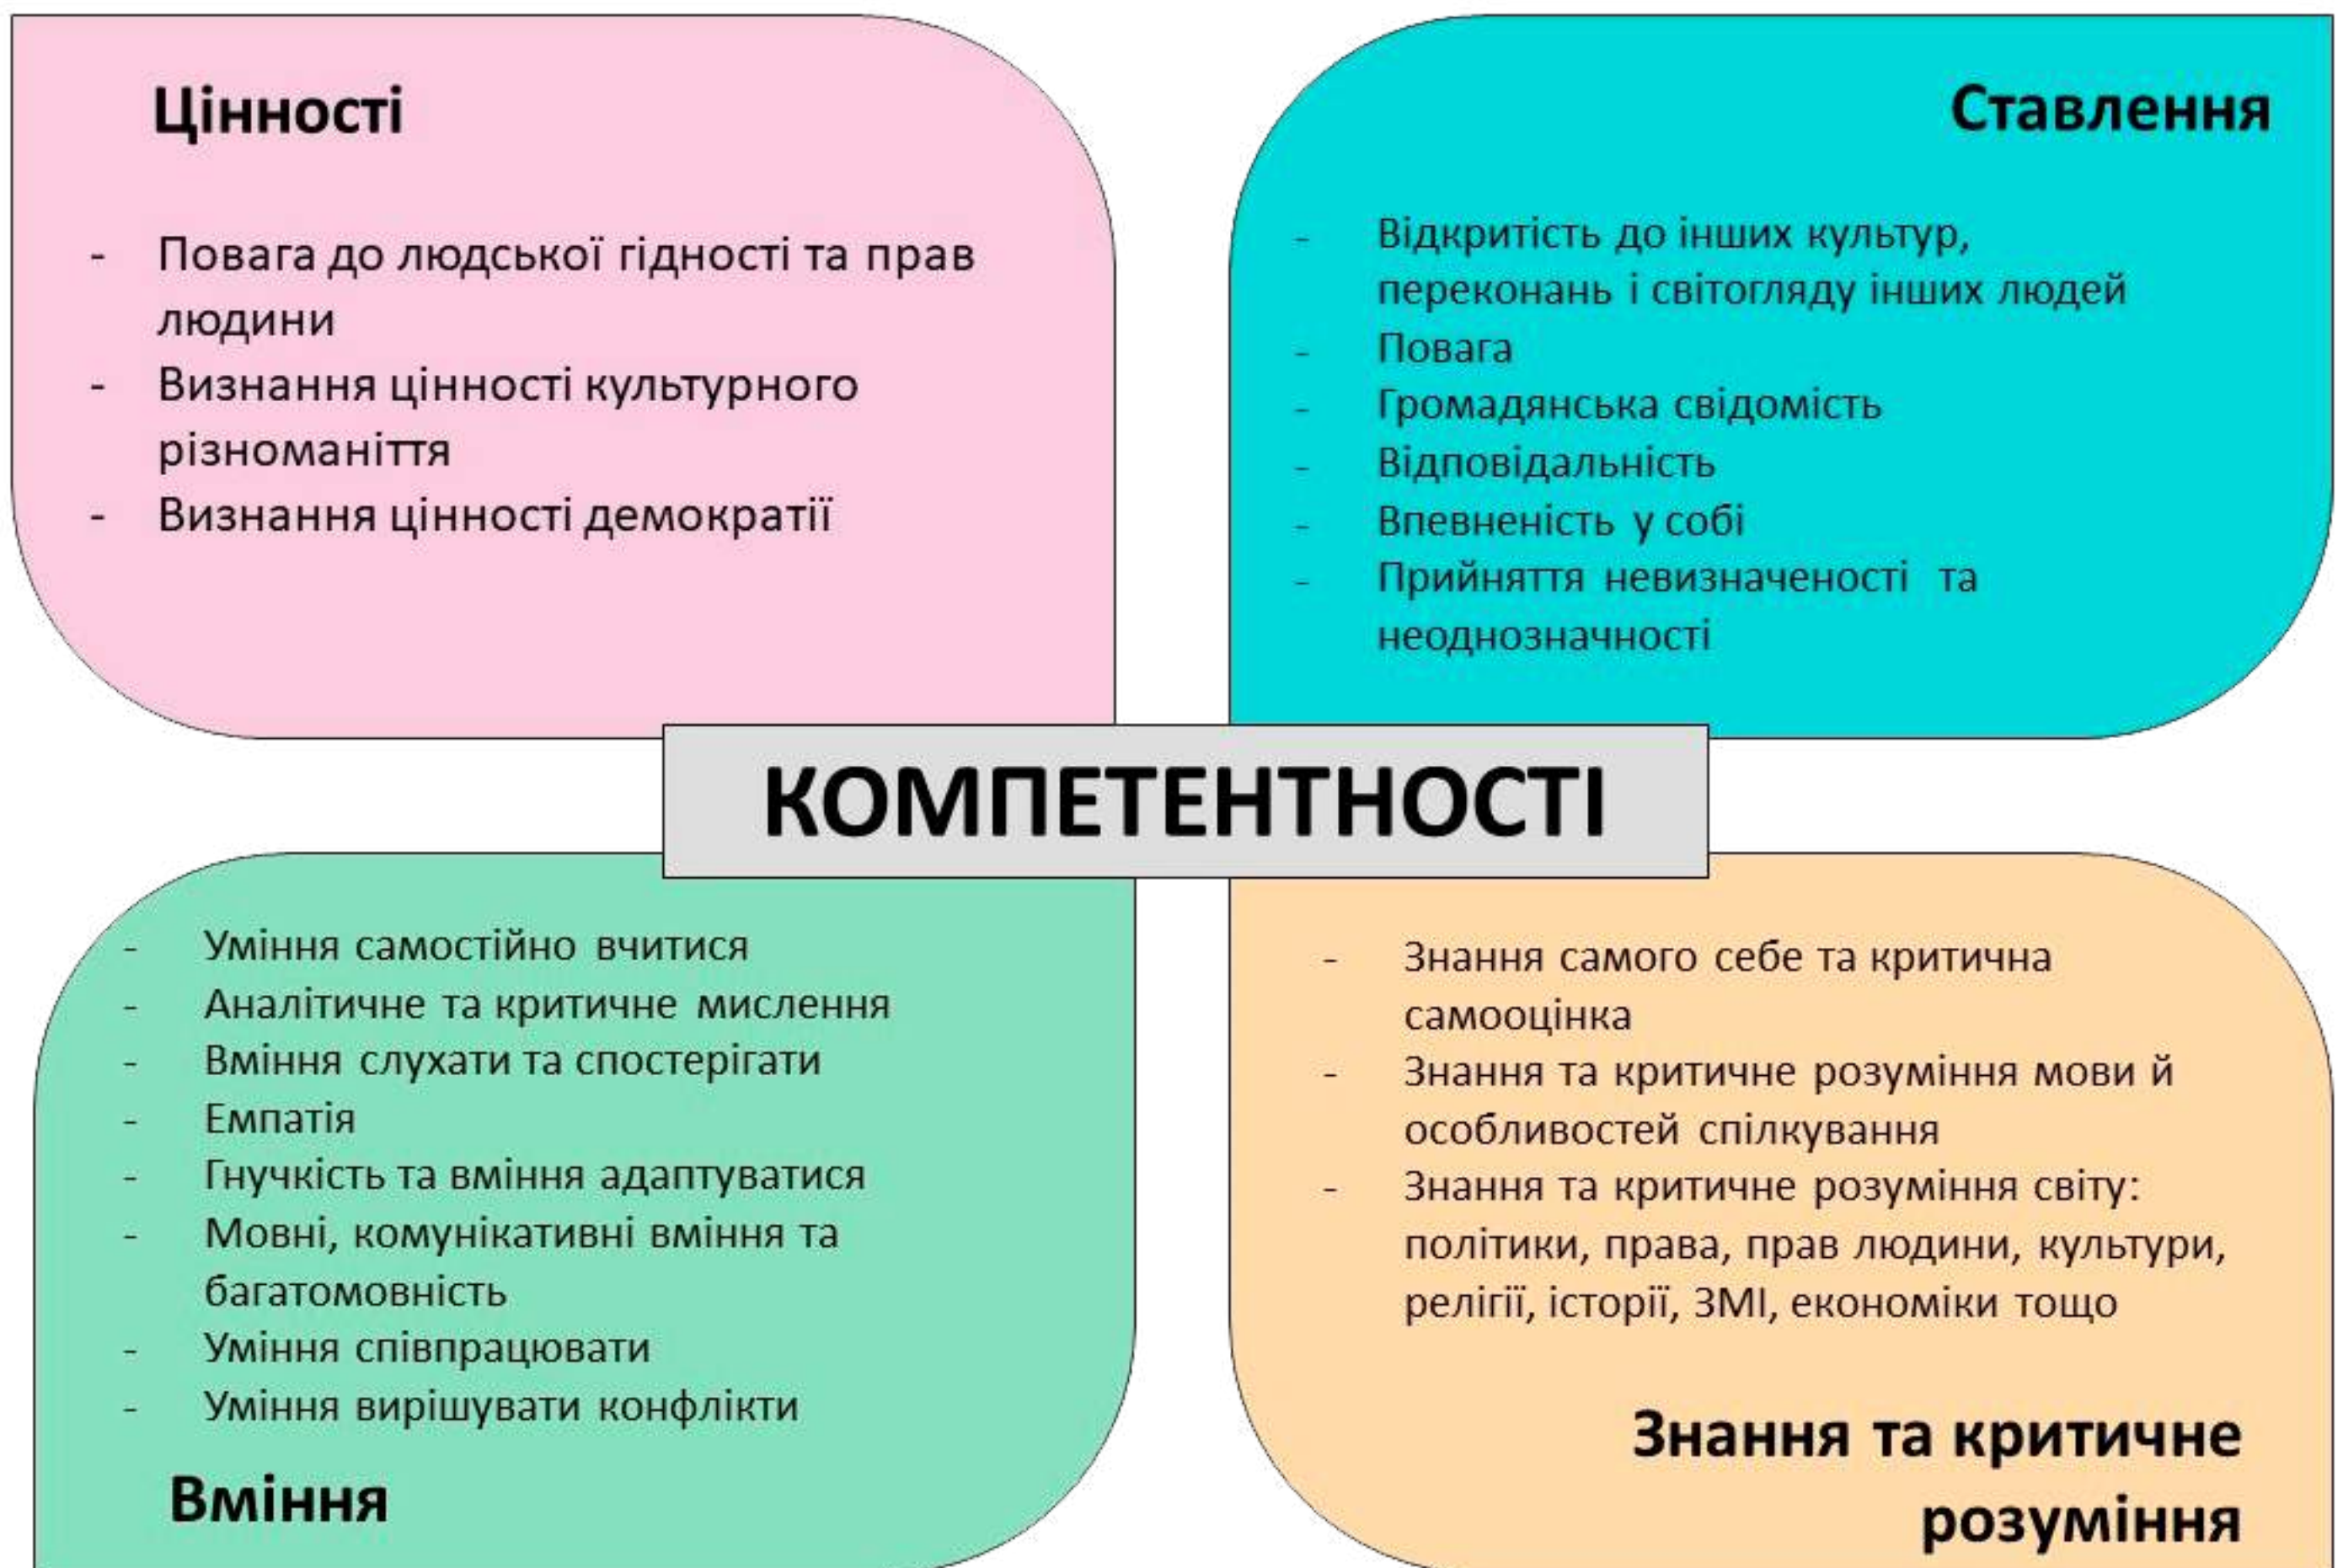 Цінності
- Повага до людської гідності та прав
людини
- Визнання цінності культурного
різноманіття
- Визнання цінності демократії
Ставлення
- Відкритість до інших культур,
переконань і світогляду інших людей
- Повага
- Громадянська свідомість
- Відповідальність
- Впевненість у собі
- Прийняття невизначеності та
неоднозначності
КОМПЕТЕНТНОСТІ
- Уміння самостійно вчитися
- Аналітичне та критичне мислення
- Вміння слухати та спостерігати
- Емпатія
- Гнучкість та вміння адаптуватися
- Мовні, комунікативні вміння та
багатомовність
- Уміння співпрацювати
- Уміння вирішувати конфлікти
Вміння
- Знання самого себе та критична
самооцінка
- Знання та критичне розуміння мови й
особливостей спілкування
- Знання та критичне розуміння світу:
політики, права, прав людини, культури,
релігії, історії, ЗМІ, економіки тощо
Знання та критичне
розуміння